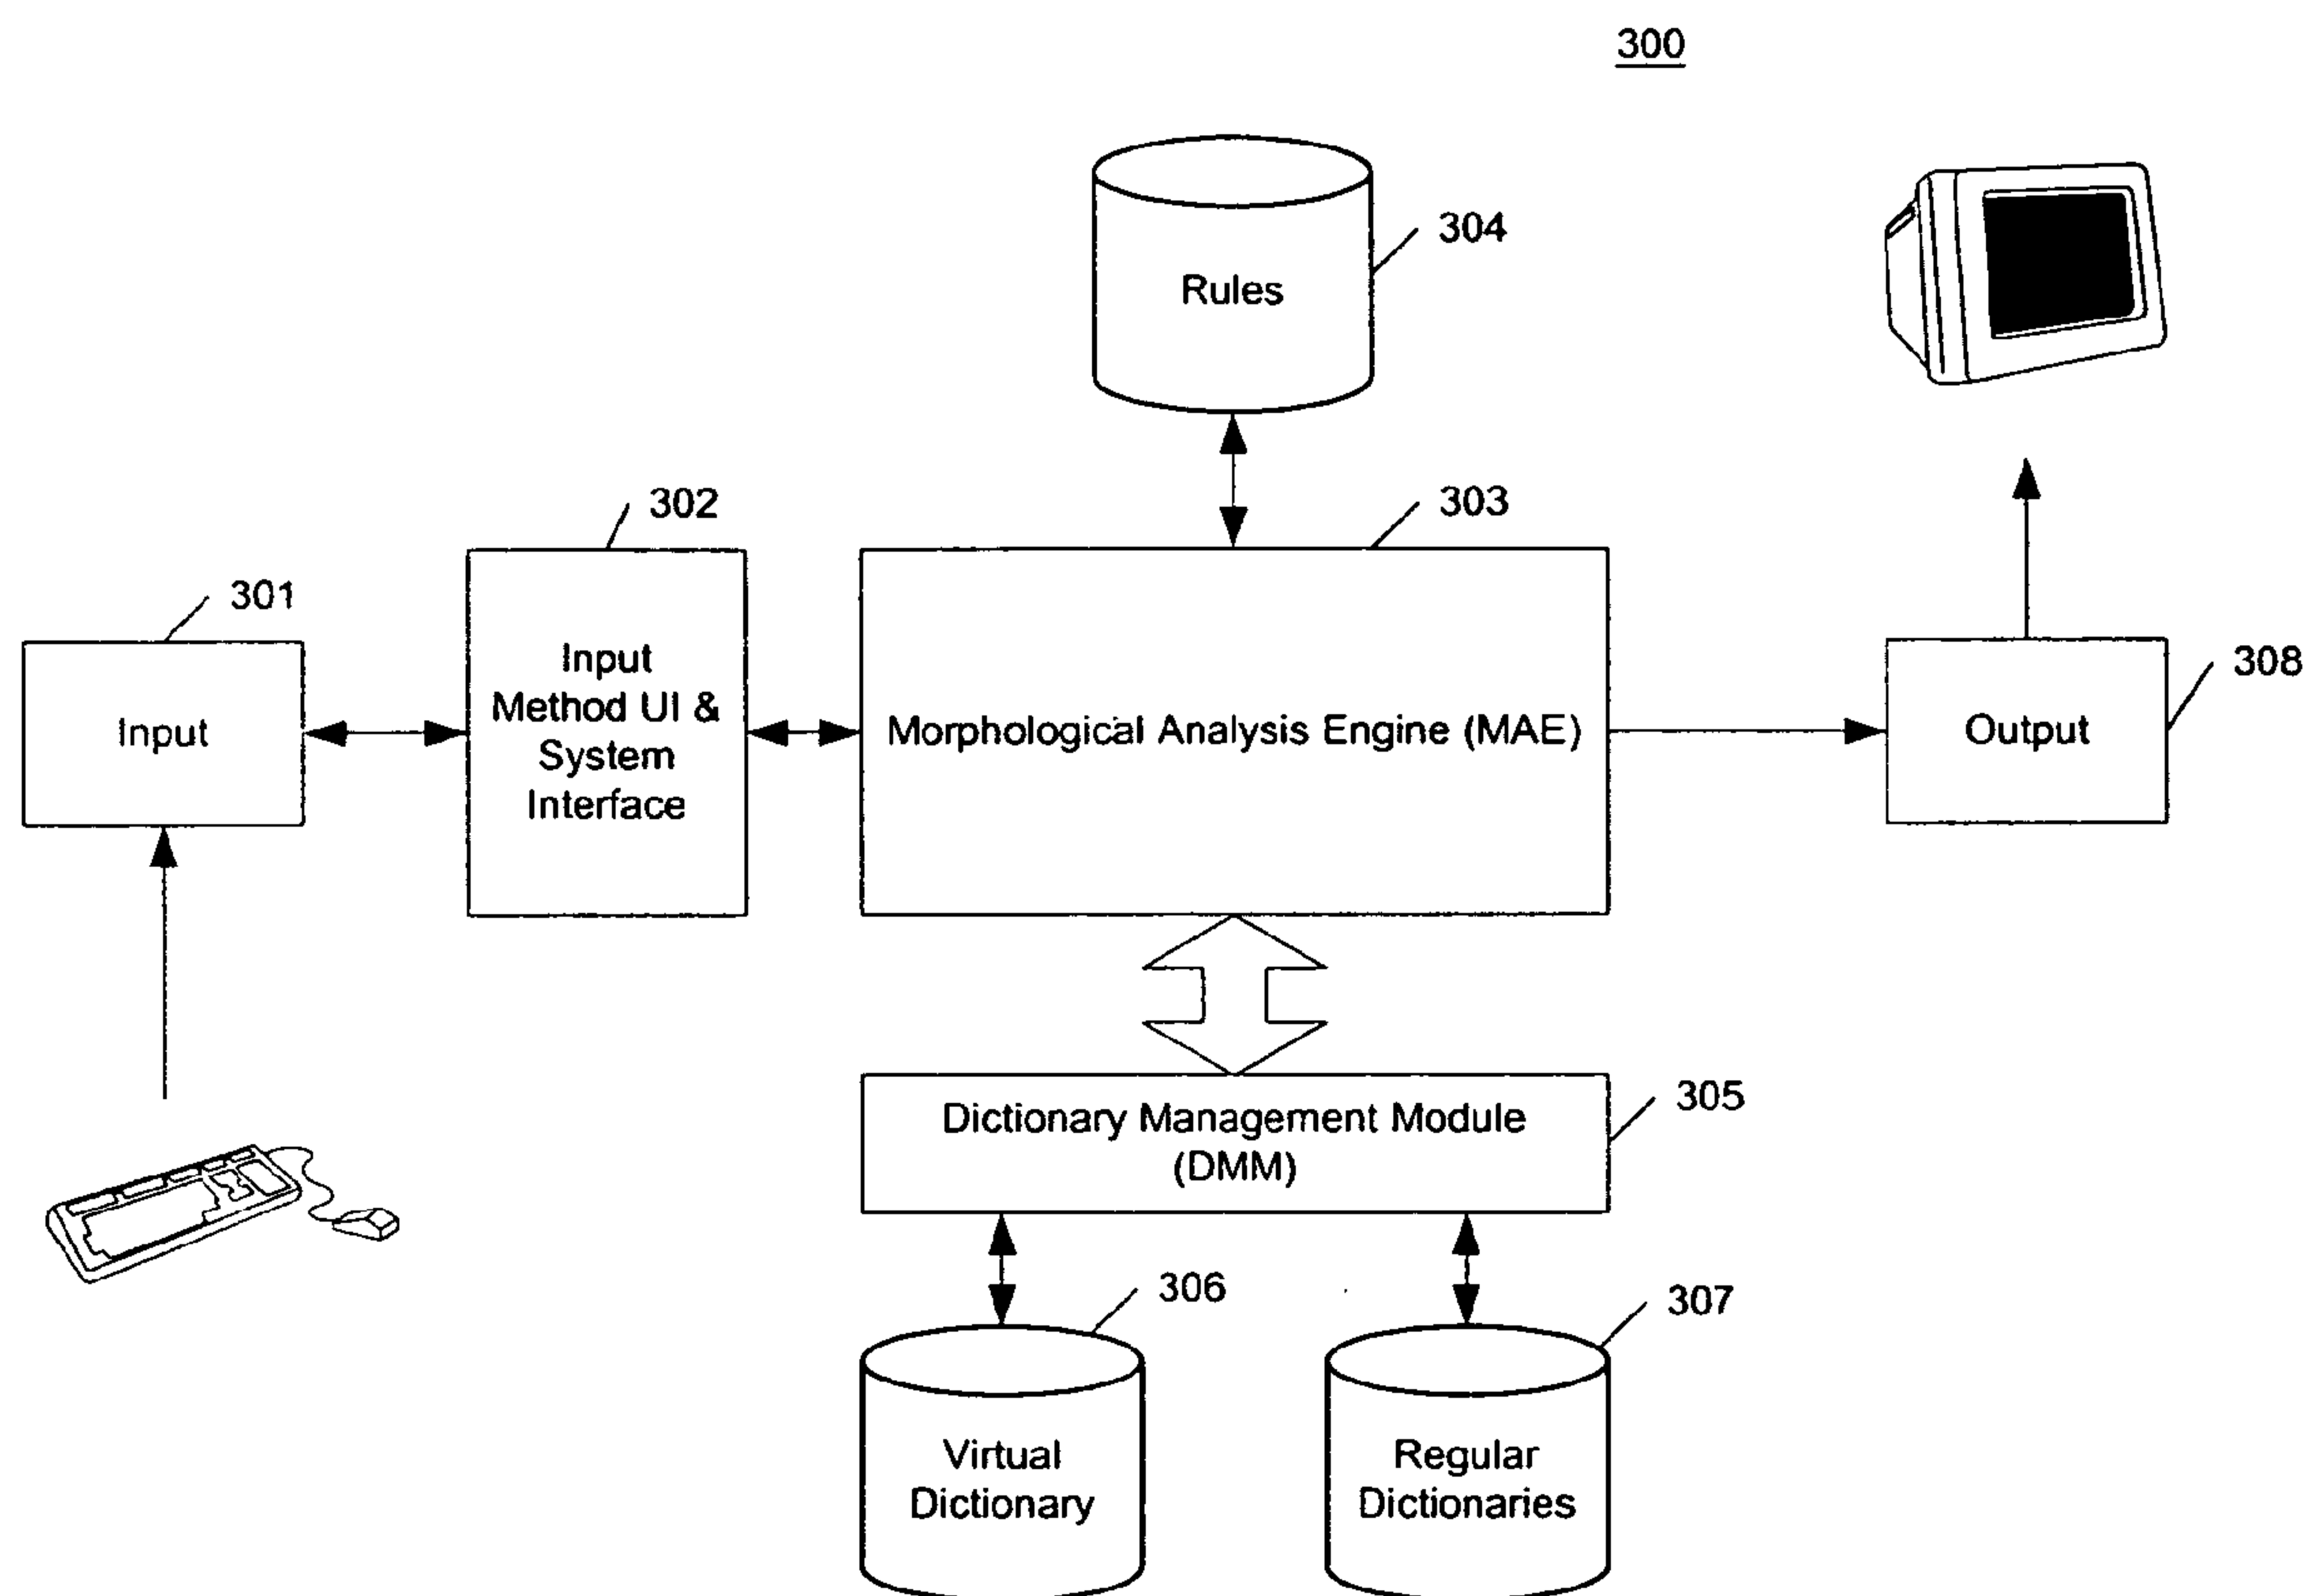 300
304
Rules
302
303
301
Input
Method UI &
System
Interface
Input
Morphological Analysis Engine (MAE)
308
Output
305
Dictionary Management Module
(DMM)
306
307
Virtual
Dictionary
Regular
Dictionaries